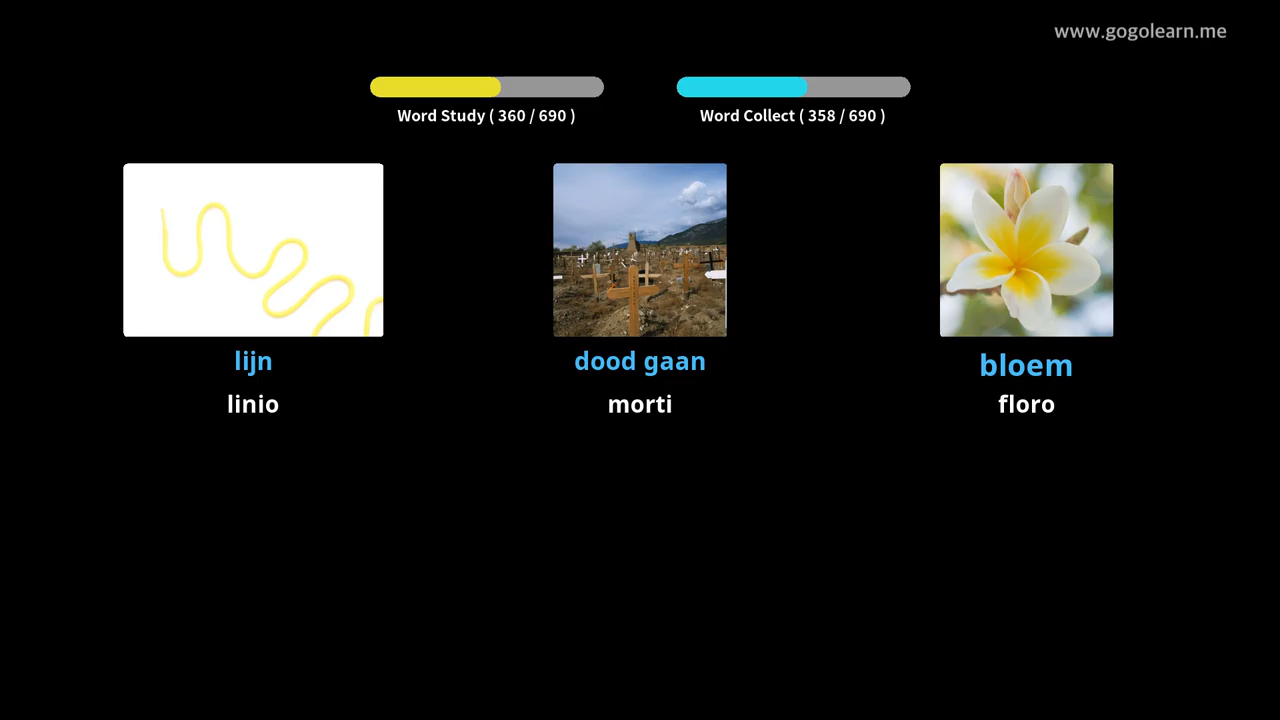 www.gogolearn.me
Word Study ( 360 / 690 )
Word Collect ( 358 / 690 )
lijn
dood gaan
bloem
linio
morti
floro